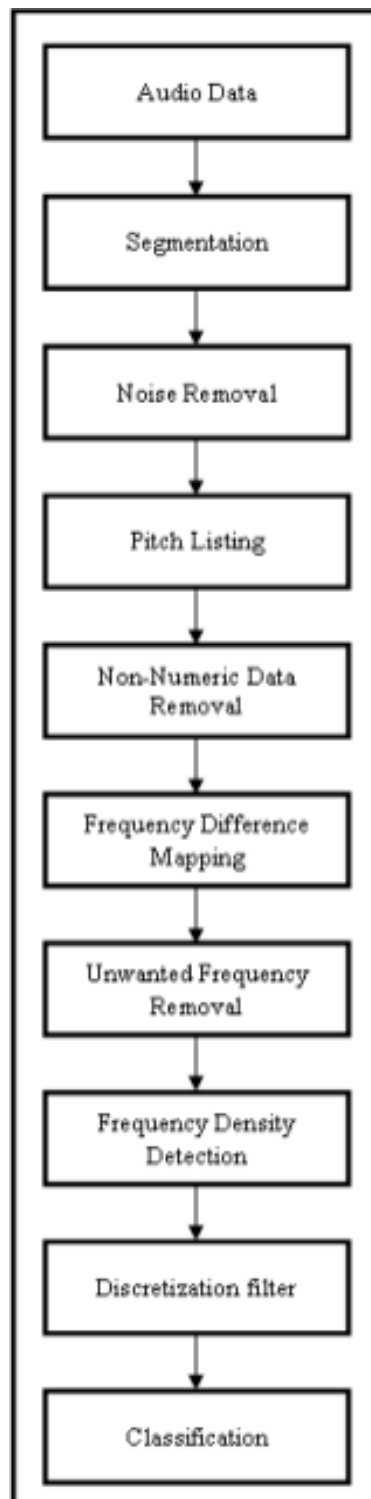 Audio Data
Segmentation
Noise Removal
Pitch Listing
Non-Numeric Data
Removal
Frequency Difference
Mapping
Unwanted Frequency
Removal
Frequency Density
Detection
Discretization filter
Classification